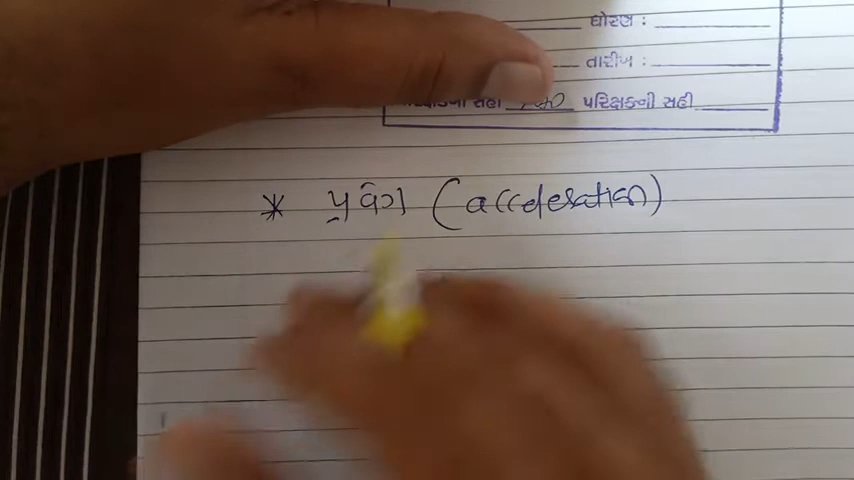 ધોરણ :
તારીખ :
પરિક્ષકની સહી
* પ્રવેગ (acceleration)